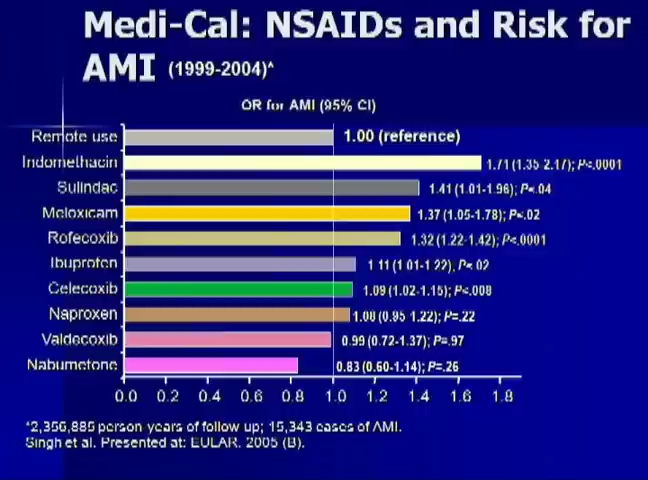 Medi-Cal: NSAIDs and Risk for
AMI (1999-2004)*
OR for AMI (95% CI)
Remote use 1.00 (reference)
Indomethacin 1.71 (1.35-2.17); P<.0001
Sulindac 1.41 (1.01-1.96); P=.04
Meloxicam 1.37 (1.05-1.78); P=.02
Rofecoxib 1.32 (1.22-1.42); P<.0001
Ibuprofen 1.11 (1.01-1.22), P=.02
Celecoxib 1.09 (1.02-1.15); P<.008
Naproxen 1.08 (0.95-1.22); P=.22
Valdecoxib 0.99 (0.72-1.37); P=.97
Nabumetone 0.83 (0.60-1.14); P=.26
0.0 0.2 0.4 0.6 0.8 1.0 1.2 1.4 1.6 1.8
*2,356,885 person-years of follow up; 15,343 cases of AMI.
Singh et al. Presented at: EULAR. 2005 (B).